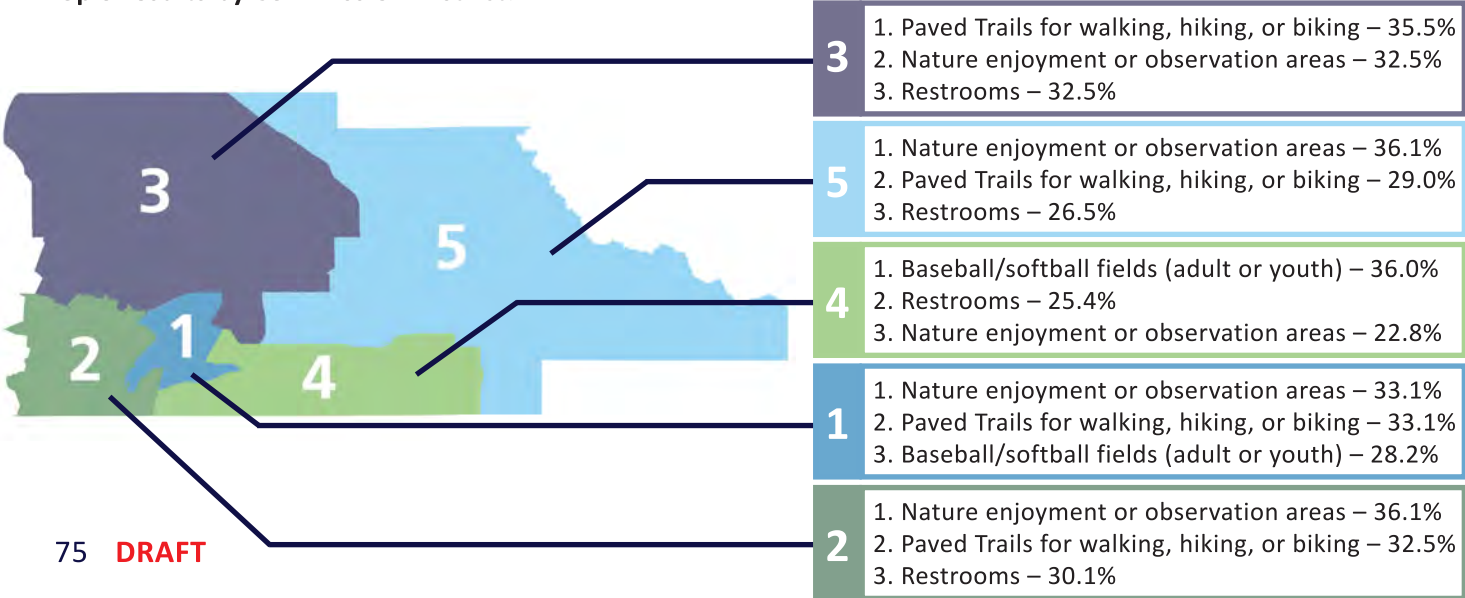 3
1. Paved Trails for walking, hiking, or biking – 35.5%
2. Nature enjoyment or observation areas – 32.5%
3. Restrooms – 32.5%
5
1. Nature enjoyment or observation areas – 36.1%
2. Paved Trails for walking, hiking, or biking – 29.0%
3. Restrooms – 26.5%
4
1. Baseball/softball fields (adult or youth) – 36.0%
2. Restrooms – 25.4%
3. Nature enjoyment or observation areas – 22.8%
1
1. Nature enjoyment or observation areas – 33.1%
2. Paved Trails for walking, hiking, or biking – 33.1%
3. Baseball/softball fields (adult or youth) – 28.2%
2
1. Nature enjoyment or observation areas – 36.1%
2. Paved Trails for walking, hiking, or biking – 32.5%
3. Restrooms – 30.1%
3
5
1
2
4
75 DRAFT